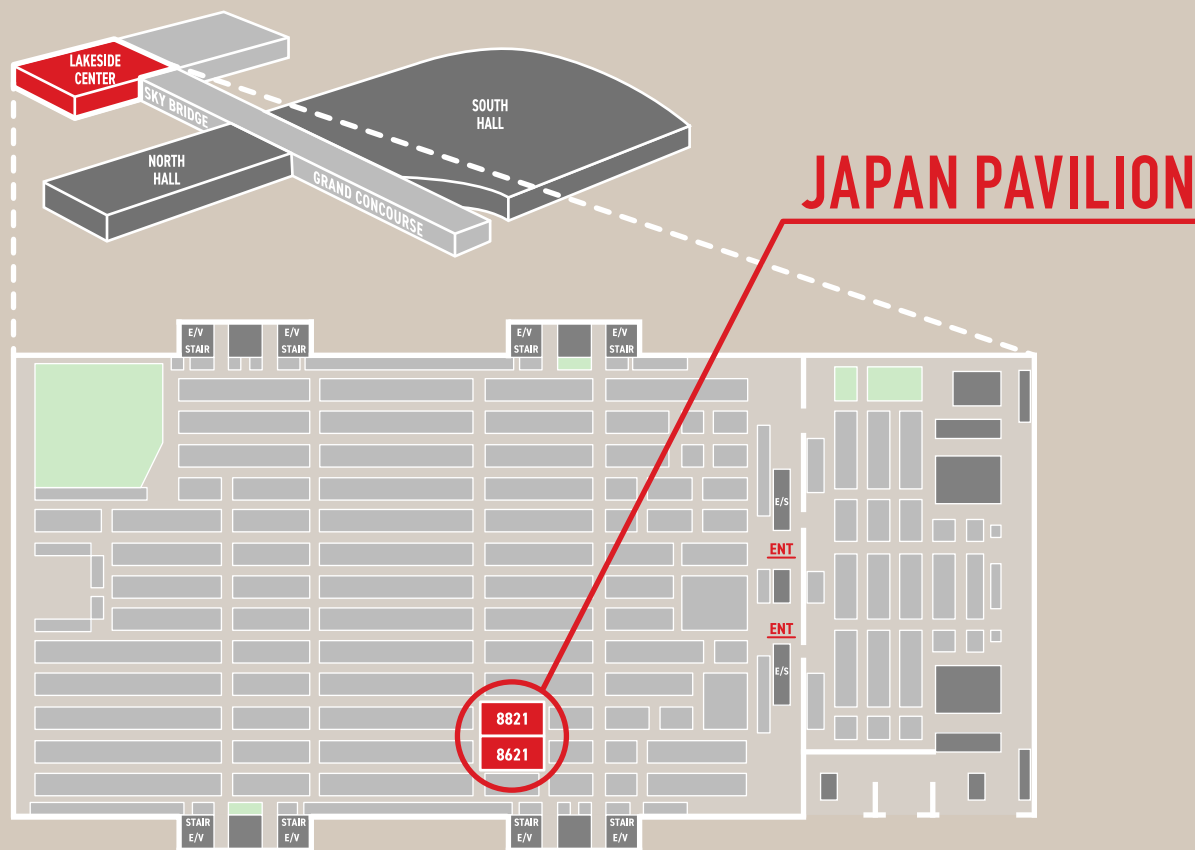 LAKESIDE
CENTER
SKY BRIDGE
SOUTH
HALL
NORTH
HALL
GRAND CONCOURSE
JAPAN PAVILION
E/V
STAIR
E/V
STAIR
E/V
STAIR
E/V
STAIR
E/S
ENT
ENT
E/S
8821
8621
STAIR
E/V
STAIR
E/V
STAIR
E/V
STAIR
E/V